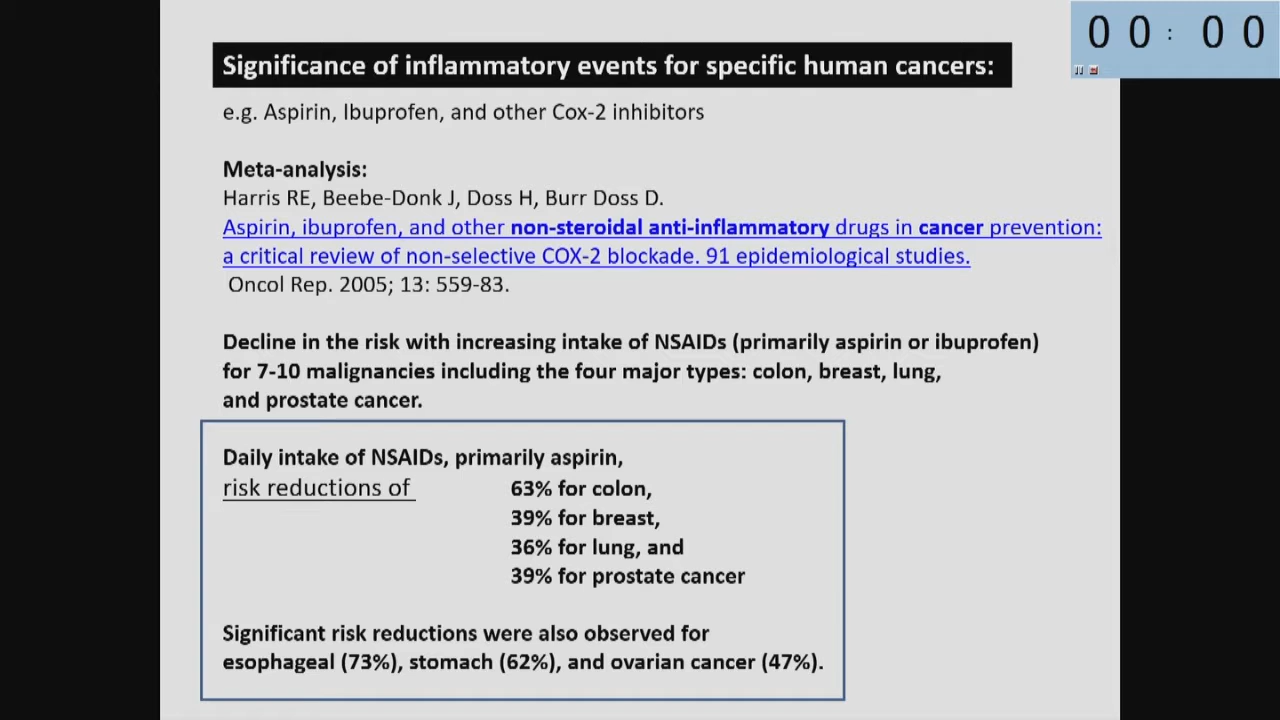 00:00
Significance of inflammatory events for specific human cancers:
e.g. Aspirin, Ibuprofen, and other Cox-2 inhibitors
Meta-analysis:
Harris RE, Beebe-Donk J, Doss H, Burr Doss D.
Aspirin, ibuprofen, and other non-steroidal anti-inflammatory drugs in cancer prevention:
a critical review of non-selective COX-2 blockade. 91 epidemiological studies.
Oncol Rep. 2005; 13: 559-83.
Decline in the risk with increasing intake of NSAIDs (primarily aspirin or ibuprofen)
for 7-10 malignancies including the four major types: colon, breast, lung,
and prostate cancer.
Daily intake of NSAIDs, primarily aspirin,
risk reductions of 63% for colon,
39% for breast,
36% for lung, and
39% for prostate cancer
Significant risk reductions were also observed for
esophageal (73%), stomach (62%), and ovarian cancer (47%).